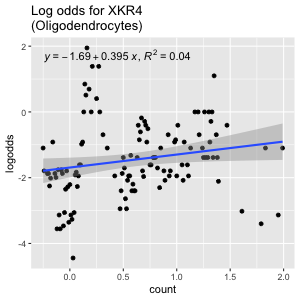 Log odds for XKR4
(Oligodendrocytes)
y = −1.69 + 0.395 x, R² = 0.04
2
0
-2
-4
logodds
0.0 0.5 1.0 1.5 2.0
count